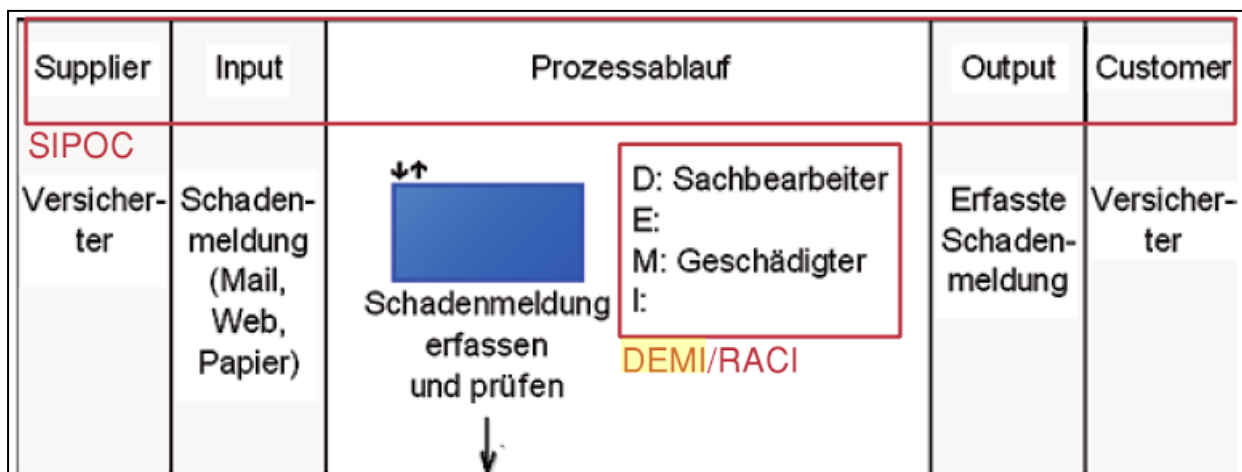 Supplier
Input
Prozessablauf
Output
Customer
SIPOC
Versicher-
ter
Schaden-
meldung
(Mail,
Web,
Papier)
Schadenmeldung
erfassen
und prüfen
D: Sachbearbeiter
E:
M: Geschädigter
I:
DEMI/RACI
Erfasste
Schaden-
meldung
Versicher-
ter